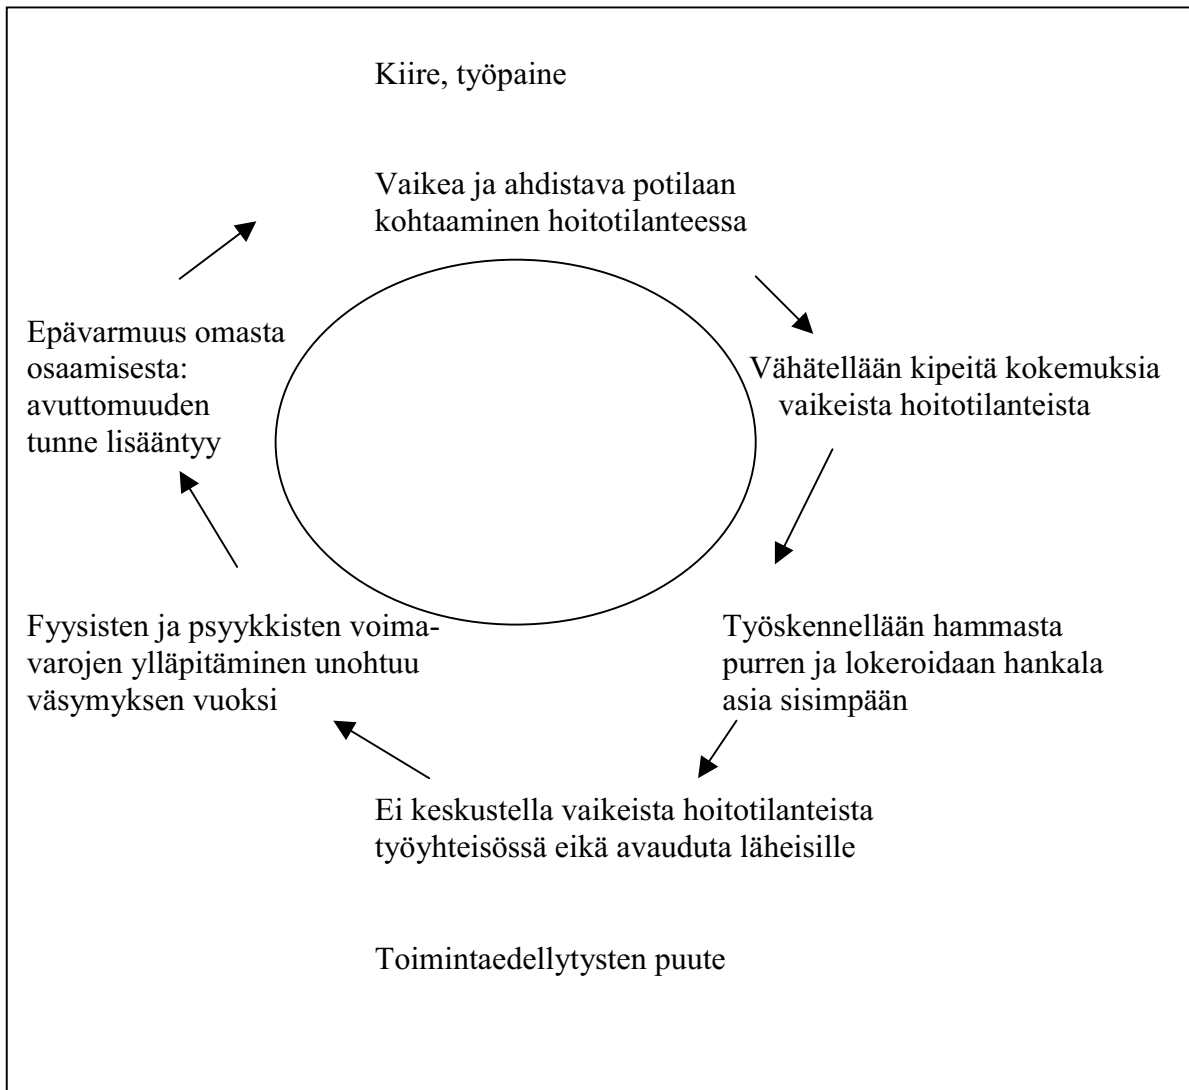 Kiire, työpaine
Vaikea ja ahdistava potilaan
kohtaaminen hoitotilanteessa
Vähätellään kipeitä kokemuksia
vaikeista hoitotilanteista
Työskennellään hammasta
purren ja lokeroidaan hankala
asia sisimpään
Ei keskustella vaikeista hoitotilanteista
työyhteisössä eikä avauduta läheisille
Fyysisten ja psyykkisten voima-
varojen ylläpitäminen unohtuu
väsymyksen vuoksi
Epävarmuus omasta
osaamisesta:
avuttomuuden
tunne lisääntyy
Toimintaedellytysten puute